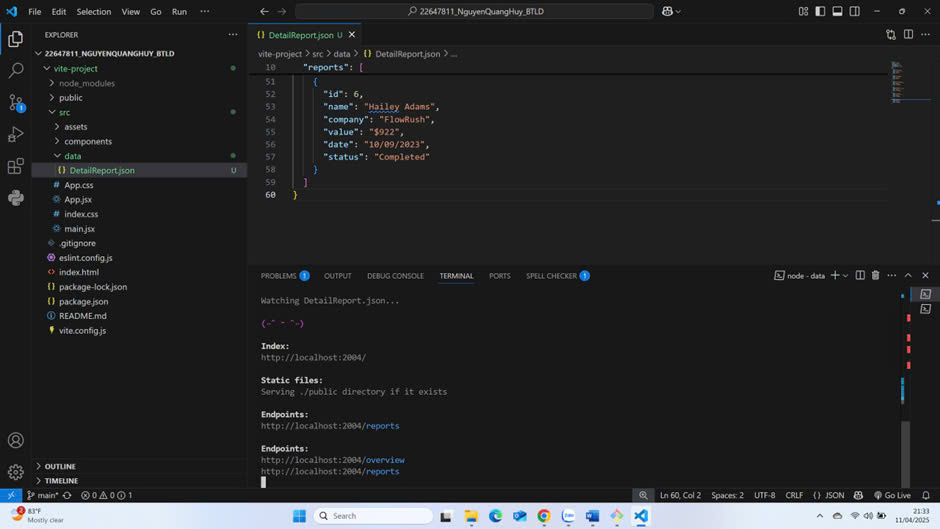 File Edit Selection View Go Run ···
22647811_NguyenQuangHuy_BTLD
EXPLORER ···
22647811_NGUYENQUANGHUY_BTLD
vite-project
node_modules
public
src
assets
components
data
{} DetailReport.json U
# App.css
App.jsx
# index.css
main.jsx
.gitignore
eslint.config.js
<> index.html
{} package-lock.json
{} package.json
README.md
vite.config.js
OUTLINE
TIMELINE
{} DetailReport.json U ×
vite-project > src > data > {} DetailReport.json > ...
10 "reports": [
51 {
52 "id": 6,
53 "name": "Hailey Adams",
54 "company": "FlowRush",
55 "value": "$922",
56 "date": "10/09/2023",
57 "status": "Completed"
58 }
59 ]
60 }
PROBLEMS 1 OUTPUT DEBUG CONSOLE TERMINAL PORTS SPELL CHECKER 1
node - data
Watching DetailReport.json...
(˶ᵔ ᵕ ᵔ˶)
Index:
http://localhost:2004/
Static files:
Serving ./public directory if it exists
Endpoints:
http://localhost:2004/reports
Endpoints:
http://localhost:2004/overview
http://localhost:2004/reports
main* 0 0 1 Ln 60, Col 2 Spaces: 2 UTF-8 CRLF {} JSON Go Live
2 83°F
Mostly clear
Search
Zalo
21:33
11/04/2025